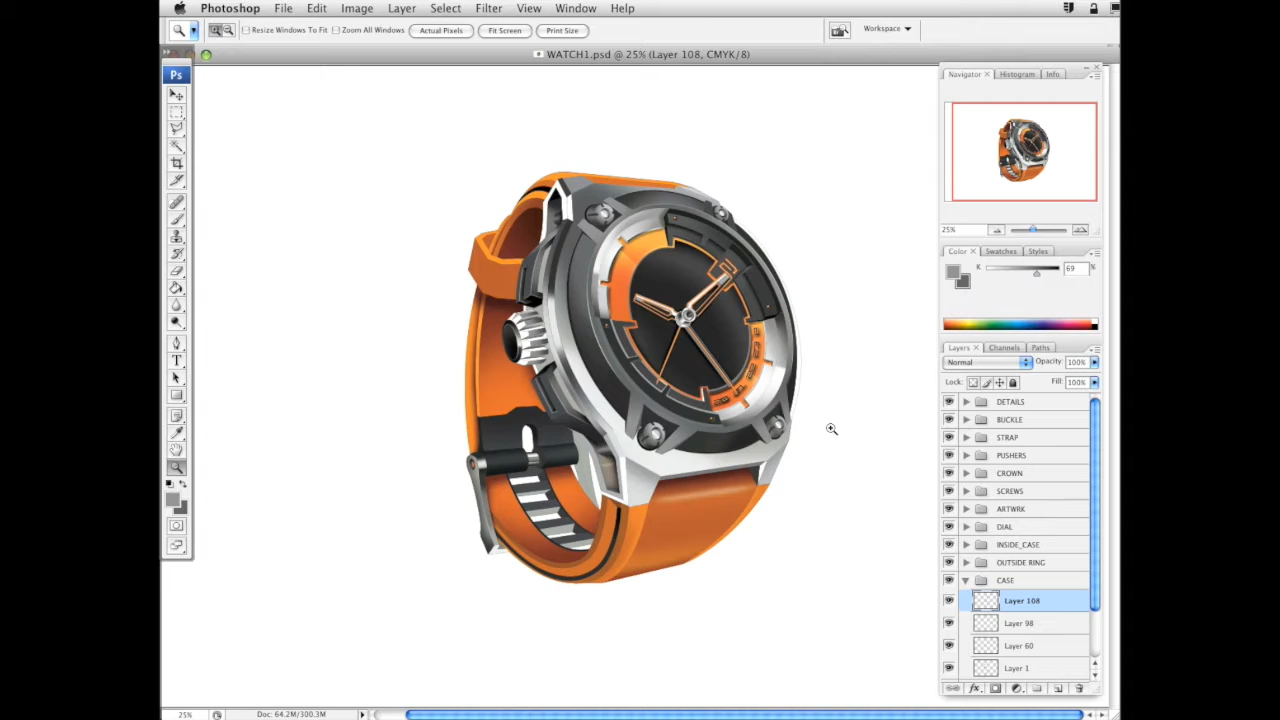 Photoshop File Edit Image Layer Select Filter View Window Help
Resize Windows To Fit Zoom All Windows Actual Pixels Fit Screen Print Size Workspace
WATCH1.psd @ 25% (Layer 108, CMYK/8)
Ps
Navigator Histogram Info
25%
Color Swatches Styles
K 69 %
Layers Channels Paths
Normal Opacity: 100%
Lock: Fill: 100%
DETAILS
BUCKLE
STRAP
PUSHERS
CROWN
SCREWS
ARTWRK
DIAL
INSIDE_CASE
OUTSIDE RING
CASE
Layer 108
Layer 98
Layer 60
Layer 1
25% Doc: 64.2M/300.3M